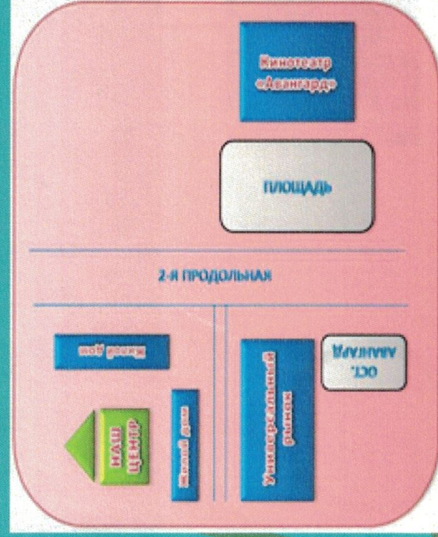 Кинотеатр
«Авангард»
ПЛОЩАДЬ
2-Я ПРОДОЛЬНАЯ
Жилой дом
НАШ
ЦЕНТР
Жилой дом
Универсальный
рынок
ОСТ.
АВАНГАРД